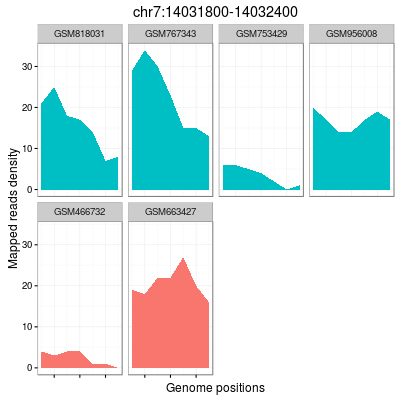 chr7:14031800-14032400
GSM818031 GSM767343 GSM753429 GSM956008
30
20
10
0
GSM466732 GSM663427
30
20
10
0
Mapped reads density
Genome positions